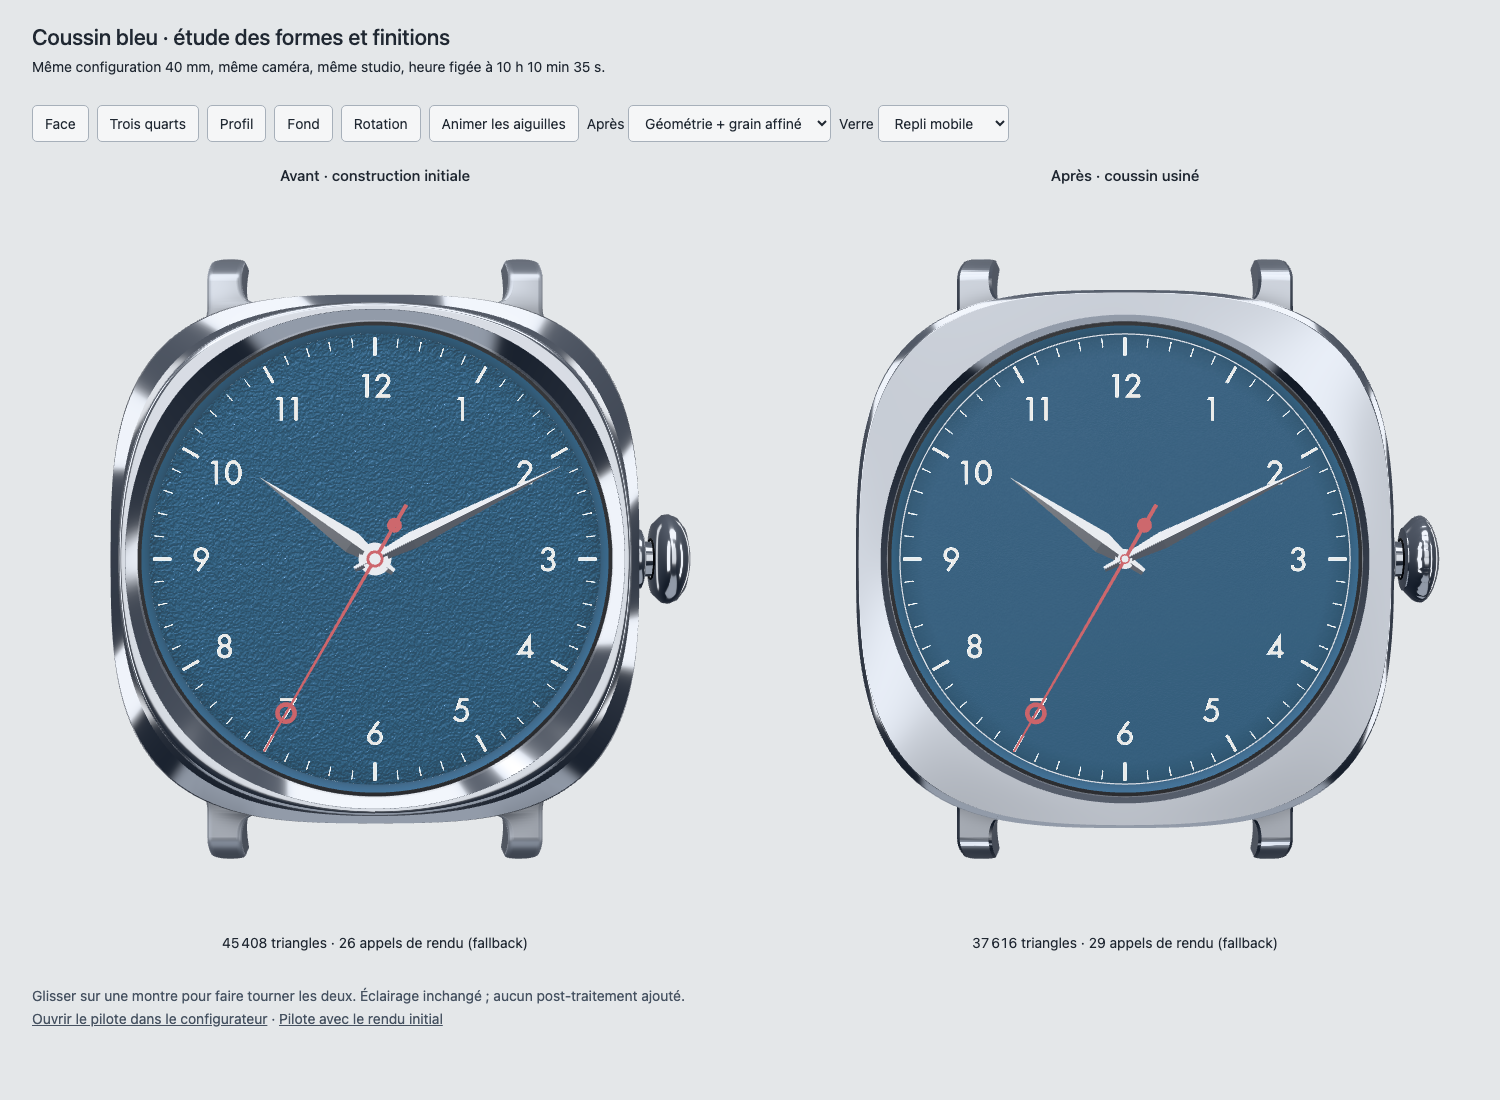 Coussin bleu · étude des formes et finitions
Même configuration 40 mm, même caméra, même studio, heure figée à 10 h 10 min 35 s.
Face Trois quarts Profil Fond Rotation Animer les aiguilles Après Géométrie + grain affiné Verre Repli mobile
Avant · construction initiale
12
11 1
10 2
9 3
8 4
5
6
45 408 triangles · 26 appels de rendu (fallback)
Après · coussin usiné
12
11 1
10 2
9 3
8 4
5
6
37 616 triangles · 29 appels de rendu (fallback)
Glisser sur une montre pour faire tourner les deux. Éclairage inchangé ; aucun post-traitement ajouté.
Ouvrir le pilote dans le configurateur · Pilote avec le rendu initial